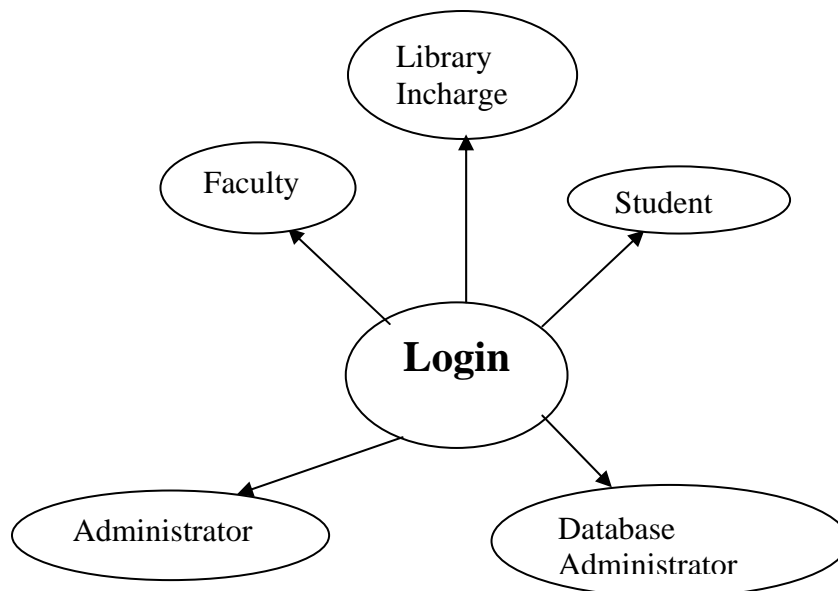 Library
Incharge
Faculty
Student
Login
Administrator
Database
Administrator